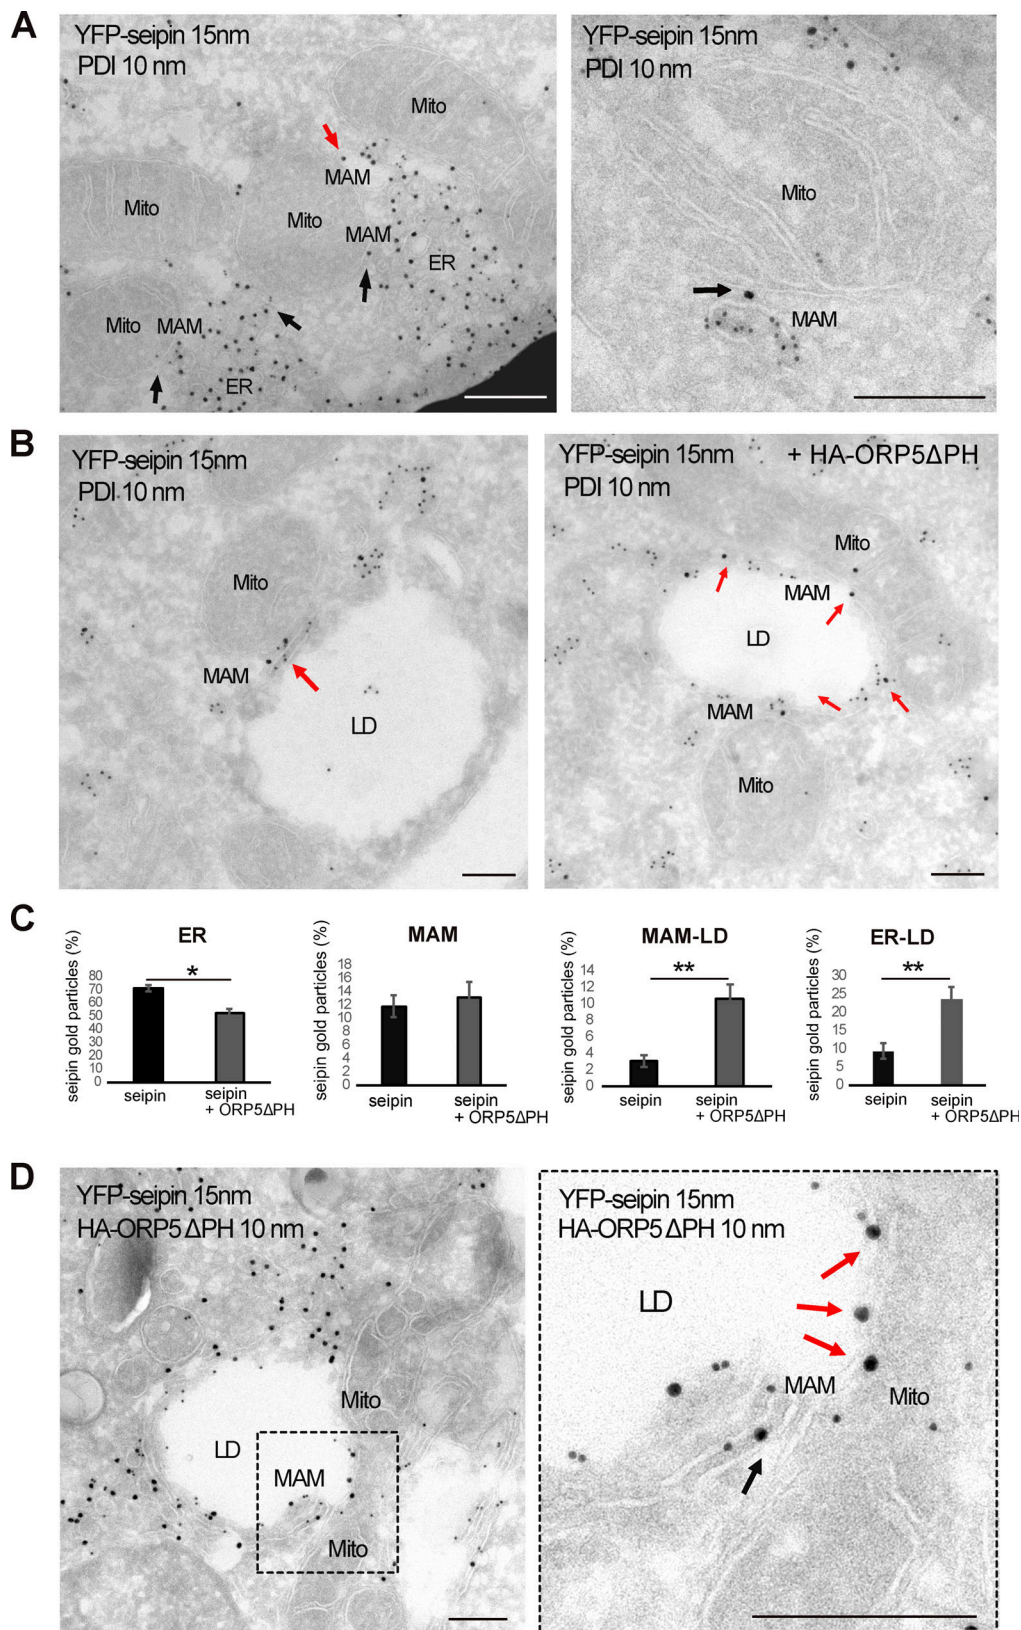 A
YFP-seipin 15nm
PDI 10 nm
Mito
MAM
Mito
Mito
MAM
ER
Mito
MAM
ER
YFP-seipin 15nm
PDI 10 nm
Mito
MAM
B
YFP-seipin 15nm
PDI 10 nm
Mito
MAM
LD
YFP-seipin 15nm + HA-ORP5ΔPH
PDI 10 nm
Mito
MAM
LD
MAM
Mito
C
ER
seipin gold particles (%)
80
70
60
50
40
30
20
10
0
*
seipin
seipin
+ ORP5ΔPH
MAM
seipin gold particles (%)
18
16
14
12
10
8
6
4
2
0
seipin
seipin
+ ORP5ΔPH
MAM-LD
seipin gold particles (%)
14
12
10
8
6
4
2
0
**
seipin
seipin
+ ORP5ΔPH
ER-LD
seipin gold particles (%)
30
25
20
15
10
5
0
**
seipin
seipin
+ ORP5ΔPH
D
YFP-seipin 15nm
HA-ORP5ΔPH 10 nm
Mito
LD
MAM
Mito
YFP-seipin 15nm
HA-ORP5ΔPH 10 nm
LD
MAM
Mito